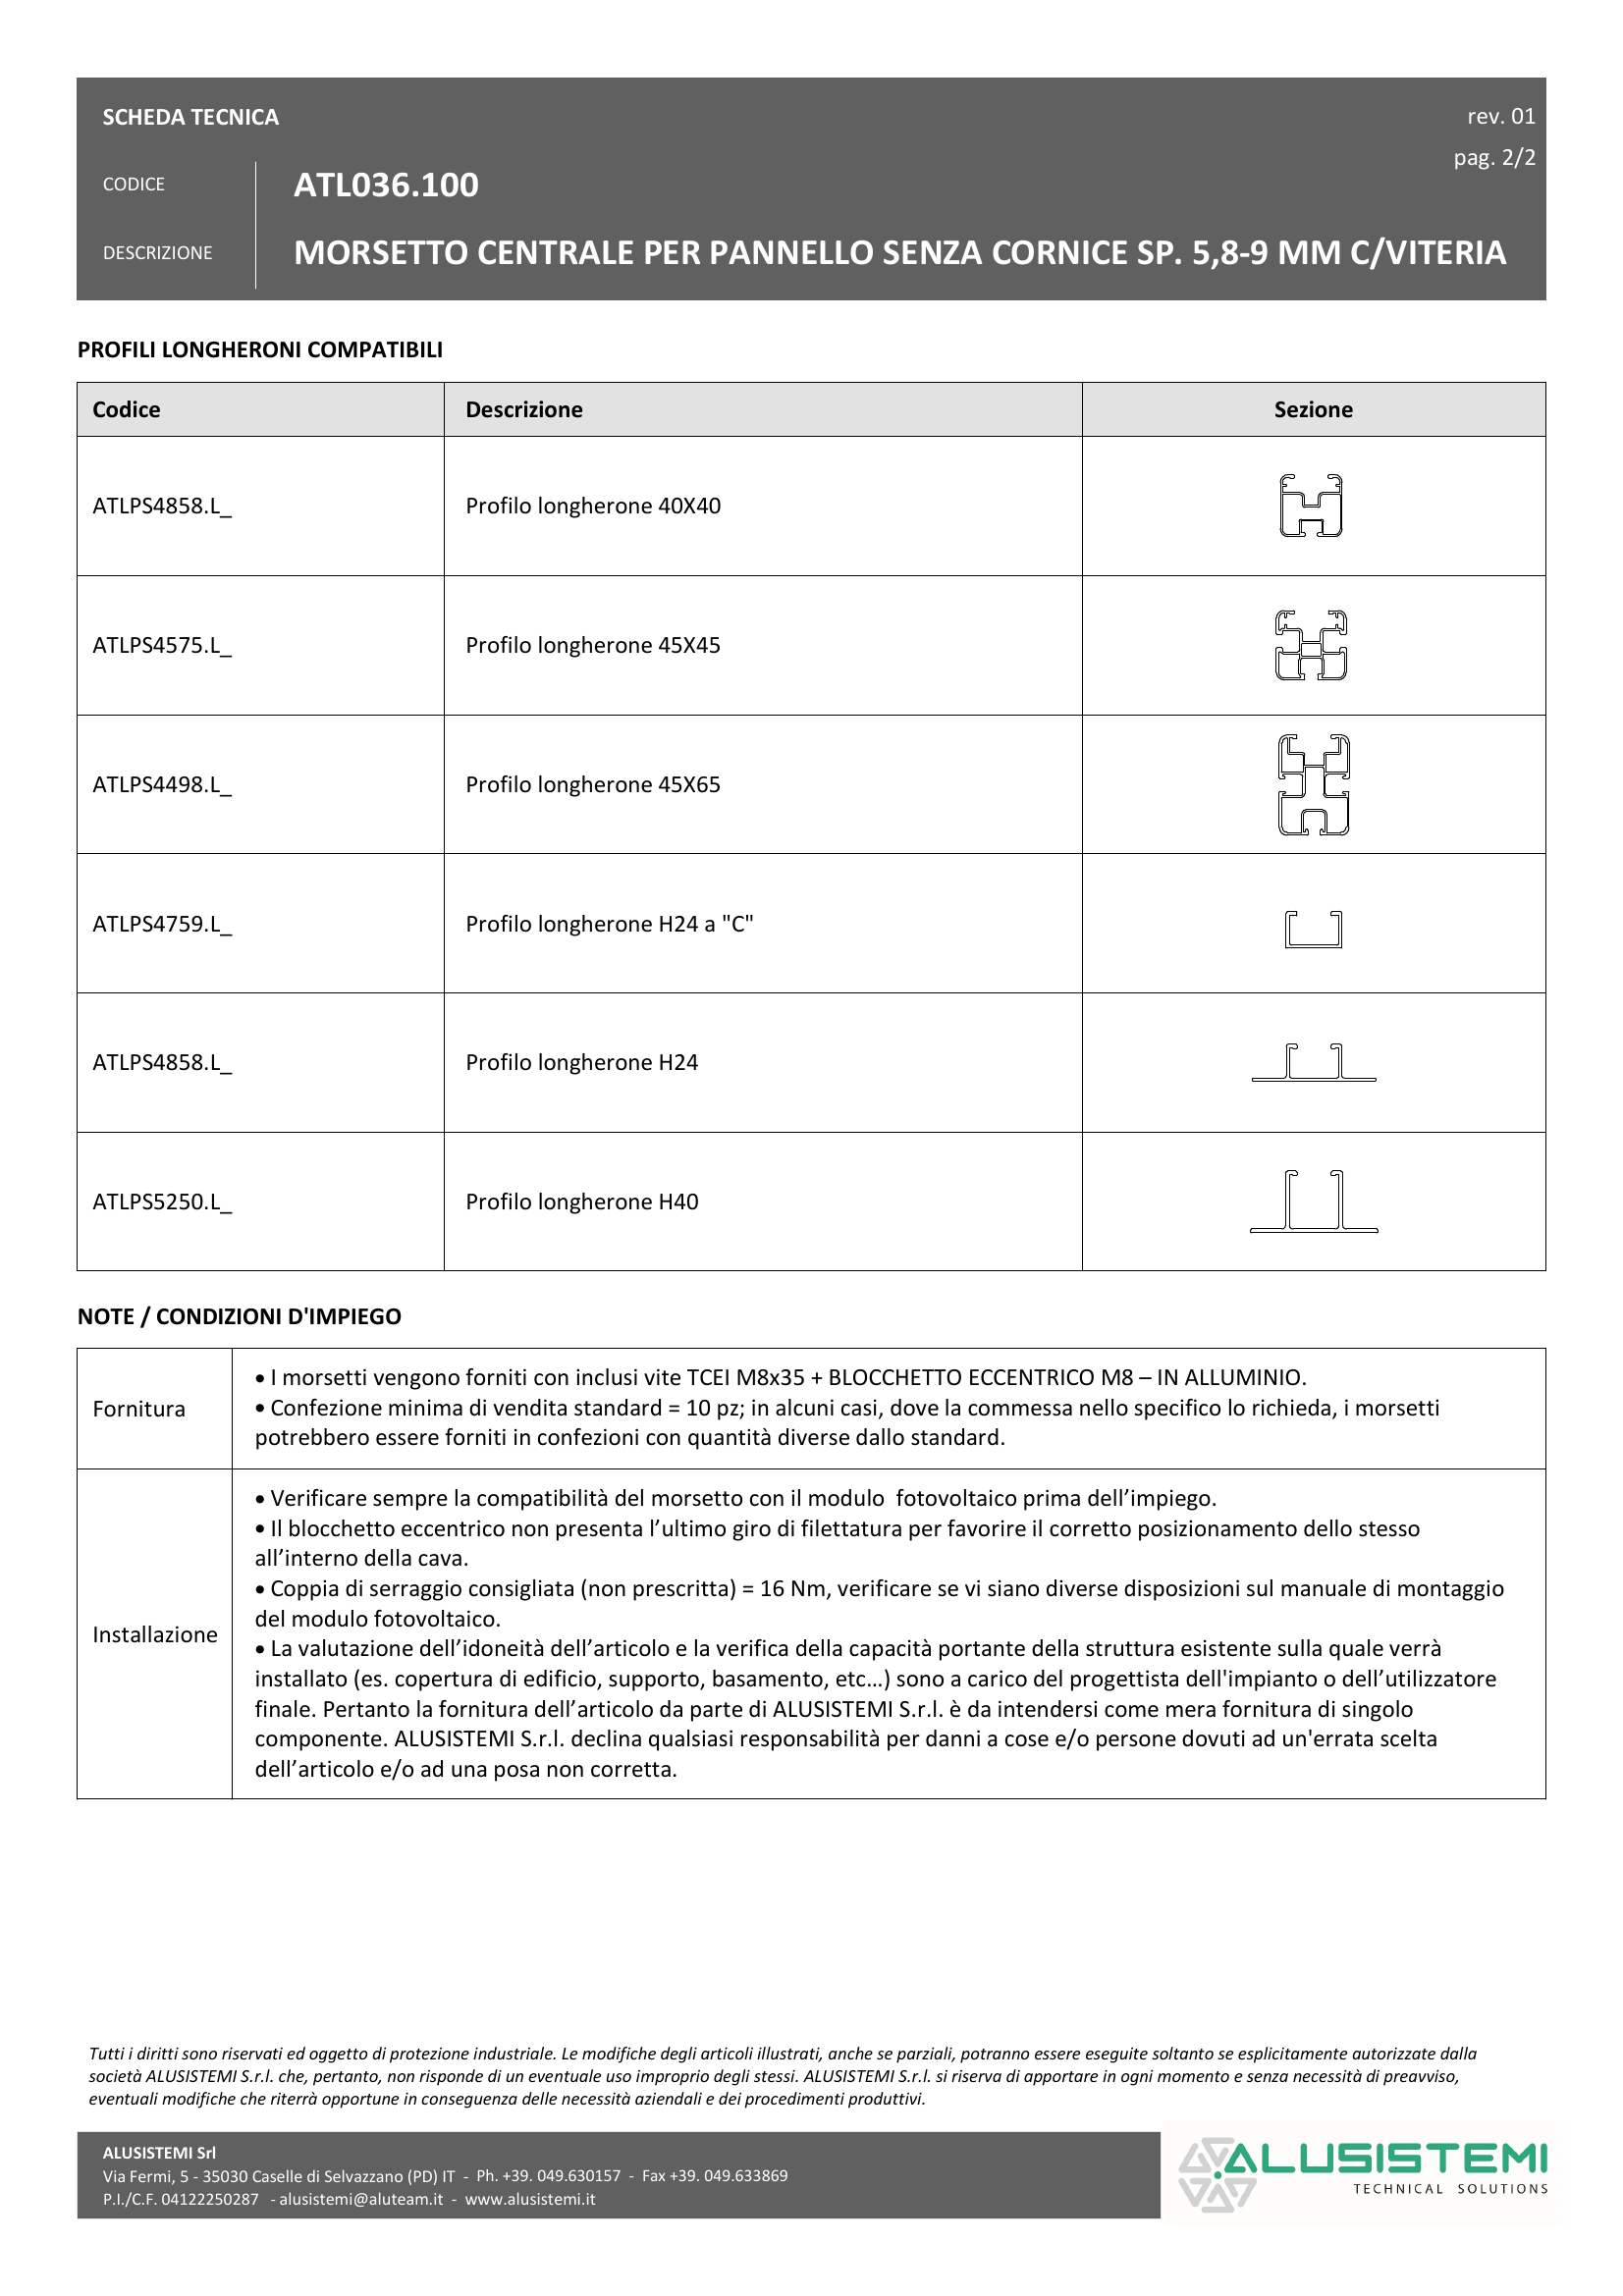 SCHEDA TECNICA
rev. 01
pag. 2/2
CODICE
ATL036.100
DESCRIZIONE
MORSETTO CENTRALE PER PANNELLO SENZA CORNICE SP. 5,8-9 MM C/VITERIA
PROFILI LONGHERONI COMPATIBILI
Codice Descrizione Sezione
ATLPS4858.L_ Profilo longherone 40X40
ATLPS4575.L_ Profilo longherone 45X45
ATLPS4498.L_ Profilo longherone 45X65
ATLPS4759.L_ Profilo longherone H24 a "C"
ATLPS4858.L_ Profilo longherone H24
ATLPS5250.L_ Profilo longherone H40
NOTE / CONDIZIONI D'IMPIEGO
Fornitura
• I morsetti vengono forniti con inclusi vite TCEI M8x35 + BLOCCHETTO ECCENTRICO M8 – IN ALLUMINIO.
• Confezione minima di vendita standard = 10 pz; in alcuni casi, dove la commessa nello specifico lo richieda, i morsetti
potrebbero essere forniti in confezioni con quantità diverse dallo standard.
Installazione
• Verificare sempre la compatibilità del morsetto con il modulo  fotovoltaico prima dell’impiego.
• Il blocchetto eccentrico non presenta l’ultimo giro di filettatura per favorire il corretto posizionamento dello stesso
all’interno della cava.
• Coppia di serraggio consigliata (non prescritta) = 16 Nm, verificare se vi siano diverse disposizioni sul manuale di montaggio
del modulo fotovoltaico.
• La valutazione dell’idoneità dell’articolo e la verifica della capacità portante della struttura esistente sulla quale verrà
installato (es. copertura di edificio, supporto, basamento, etc…) sono a carico del progettista dell'impianto o dell’utilizzatore
finale. Pertanto la fornitura dell’articolo da parte di ALUSISTEMI S.r.l. è da intendersi come mera fornitura di singolo
componente. ALUSISTEMI S.r.l. declina qualsiasi responsabilità per danni a cose e/o persone dovuti ad un'errata scelta
dell’articolo e/o ad una posa non corretta.
Tutti i diritti sono riservati ed oggetto di protezione industriale. Le modifiche degli articoli illustrati, anche se parziali, potranno essere eseguite soltanto se esplicitamente autorizzate dalla
società ALUSISTEMI S.r.l. che, pertanto, non risponde di un eventuale uso improprio degli stessi. ALUSISTEMI S.r.l. si riserva di apportare in ogni momento e senza necessità di preavviso,
eventuali modifiche che riterrà opportune in conseguenza delle necessità aziendali e dei procedimenti produttivi.
ALUSISTEMI Srl
Via Fermi, 5 - 35030 Caselle di Selvazzano (PD) IT  -  Ph. +39. 049.630157  -  Fax +39. 049.633869
P.I./C.F. 04122250287   - alusistemi@aluteam.it  -  www.alusistemi.it
ALUSISTEMI
TECHNICAL SOLUTIONS